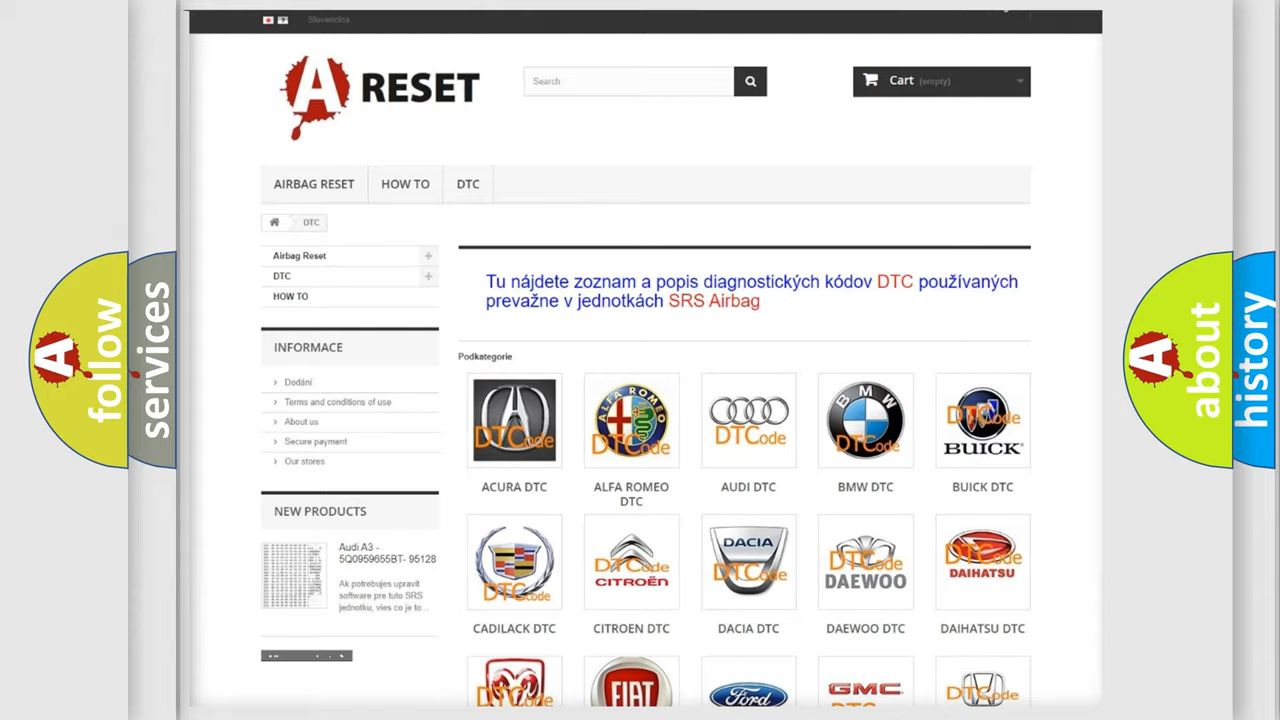 Slovencina
A RESET
Search
Cart (empty)
AIRBAG RESET
HOW TO
DTC
DTC
Airbag Reset
DTC
HOW TO
INFORMACE
Dodání
Terms and conditions of use
About us
Secure payment
Our stores
NEW PRODUCTS
Audi A3 -
5Q0959655BT- 95128
Ak potrebujes upravit
software pre tuto SRS
jednotku, vies co je to...
Tu nájdete zoznam a popis diagnostických kódov DTC používaných
prevažne v jednotkách SRS Airbag
Podkategorie
DTCode
ALFA ROMEO
DTCode
DTCode
BMW
DTCode
DTCode
BUICK
ACURA DTC
ALFA ROMEO
DTC
AUDI DTC
BMW DTC
BUICK DTC
DTCode
DTCode
CITROËN
DACIA
DTCode
DTCode
DAEWOO
DTCode
DAIHATSU
CADILACK DTC
CITROEN DTC
DACIA DTC
DAEWOO DTC
DAIHATSU DTC
DTCode
FIAT
Ford
GMC
DTCode
A follow
services
A about
history